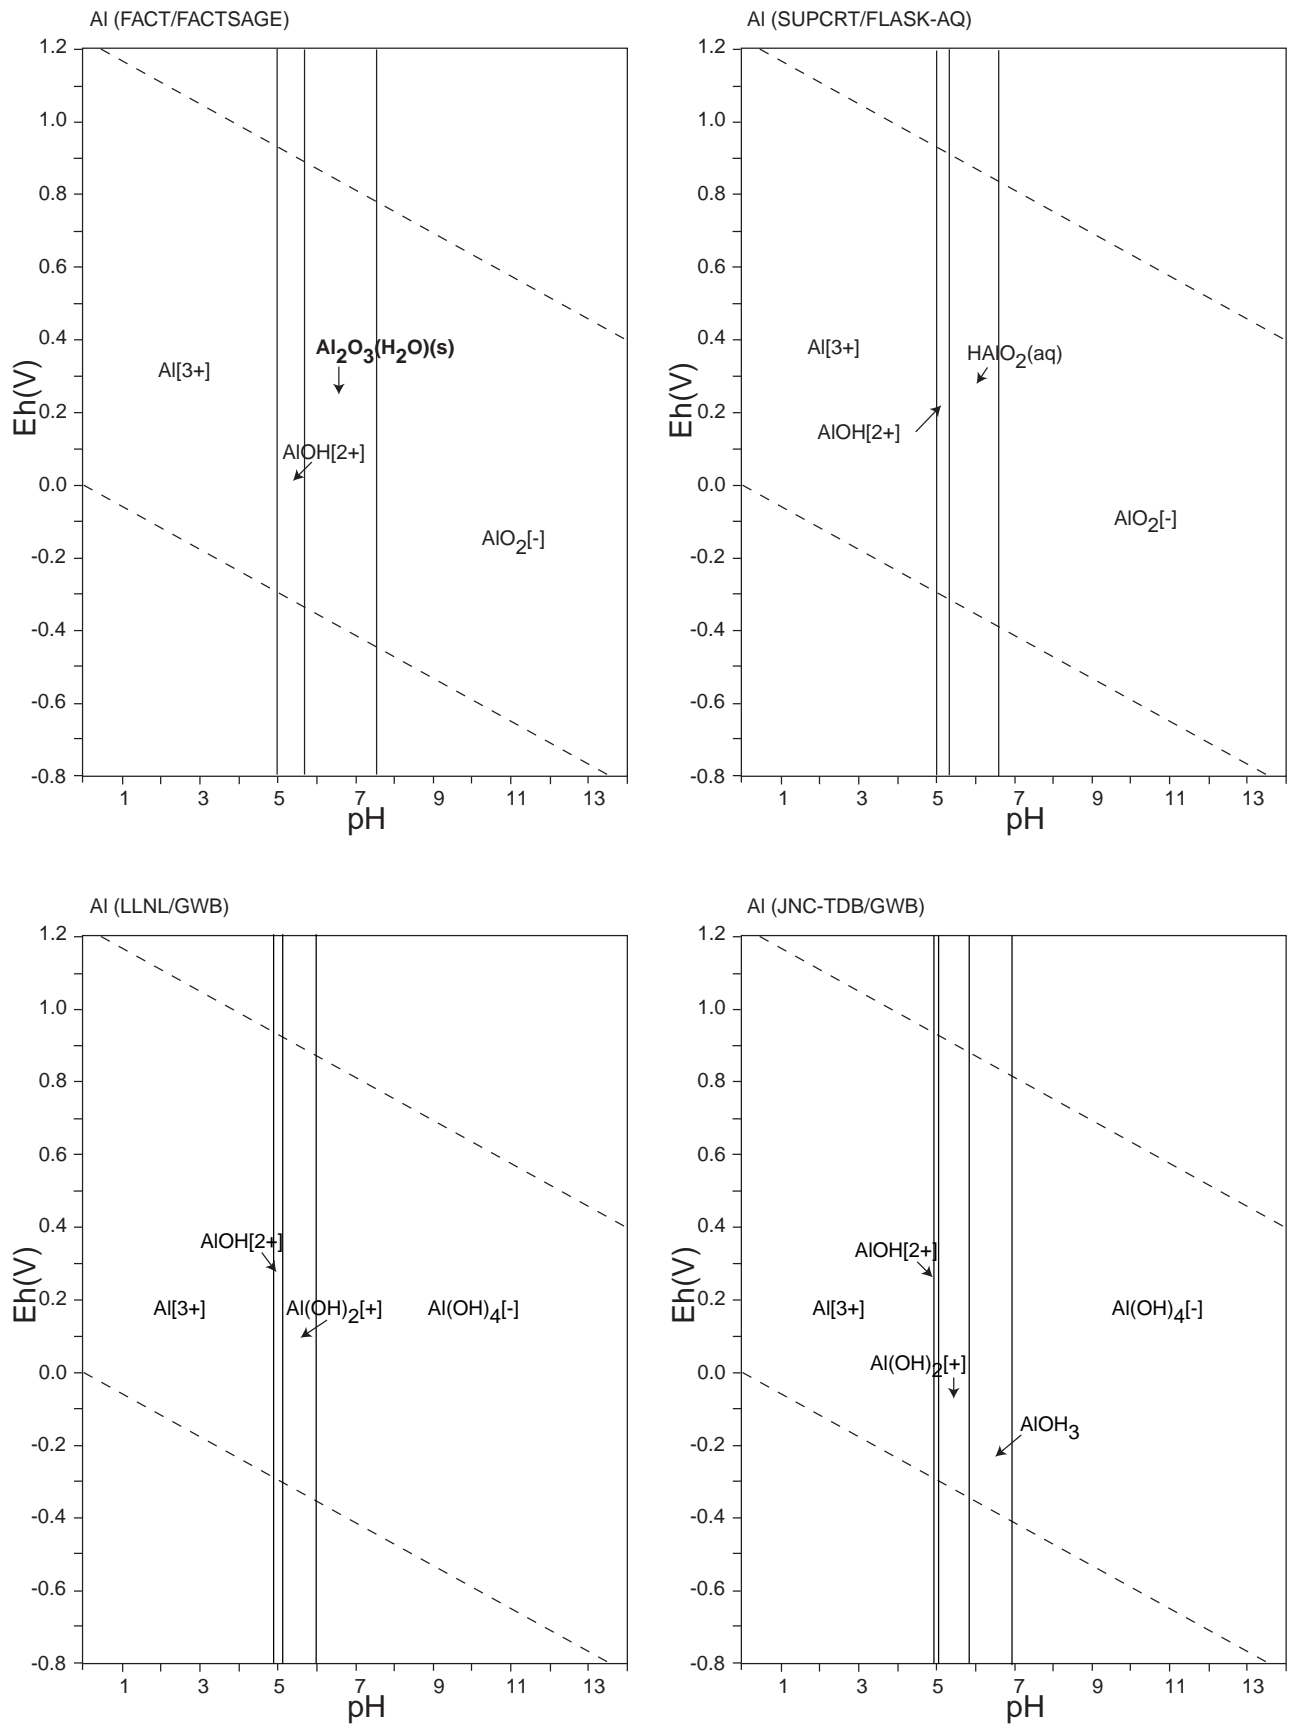 Al (FACT/FACTSAGE)
1.2
1.0
0.8
0.6
0.4
0.2
0.0
-0.2
-0.4
-0.6
-0.8
Eh(V)
Al[3+]
Al2O3(H2O)(s)
AlOH[2+]
AlO2[-]
1 3 5 7 9 11 13
pH
Al (SUPCRT/FLASK-AQ)
1.2
1.0
0.8
0.6
0.4
0.2
0.0
-0.2
-0.4
-0.6
-0.8
Eh(V)
Al[3+]
HAlO2(aq)
AlOH[2+]
AlO2[-]
1 3 5 7 9 11 13
pH
Al (LLNL/GWB)
1.2
1.0
0.8
0.6
0.4
0.2
0.0
-0.2
-0.4
-0.6
-0.8
Eh(V)
AlOH[2+]
Al[3+]
Al(OH)2[+]
Al(OH)4[-]
1 3 5 7 9 11 13
pH
Al (JNC-TDB/GWB)
1.2
1.0
0.8
0.6
0.4
0.2
0.0
-0.2
-0.4
-0.6
-0.8
Eh(V)
AlOH[2+]
Al[3+]
Al(OH)4[-]
Al(OH)2[+]
AlOH3
1 3 5 7 9 11 13
pH